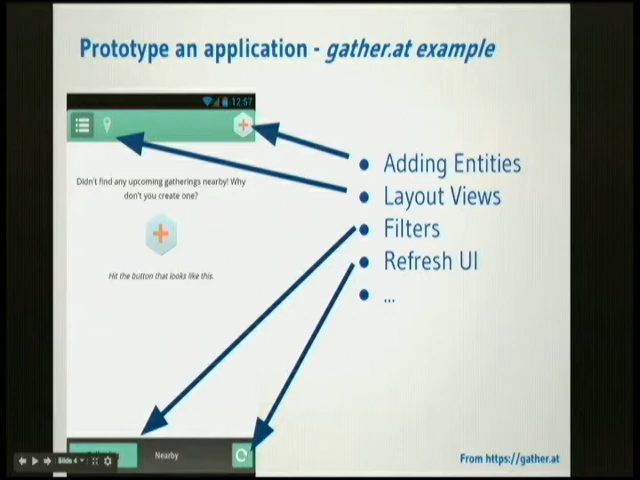 Prototype an application - gather.at example
12:57
Didn't find any upcoming gatherings nearby! Why
don't you create one?
Hit the button that looks like this.
● Adding Entities
● Layout Views
● Filters
● Refresh UI
● ...
Slide 4
Nearby
From https://gather.at